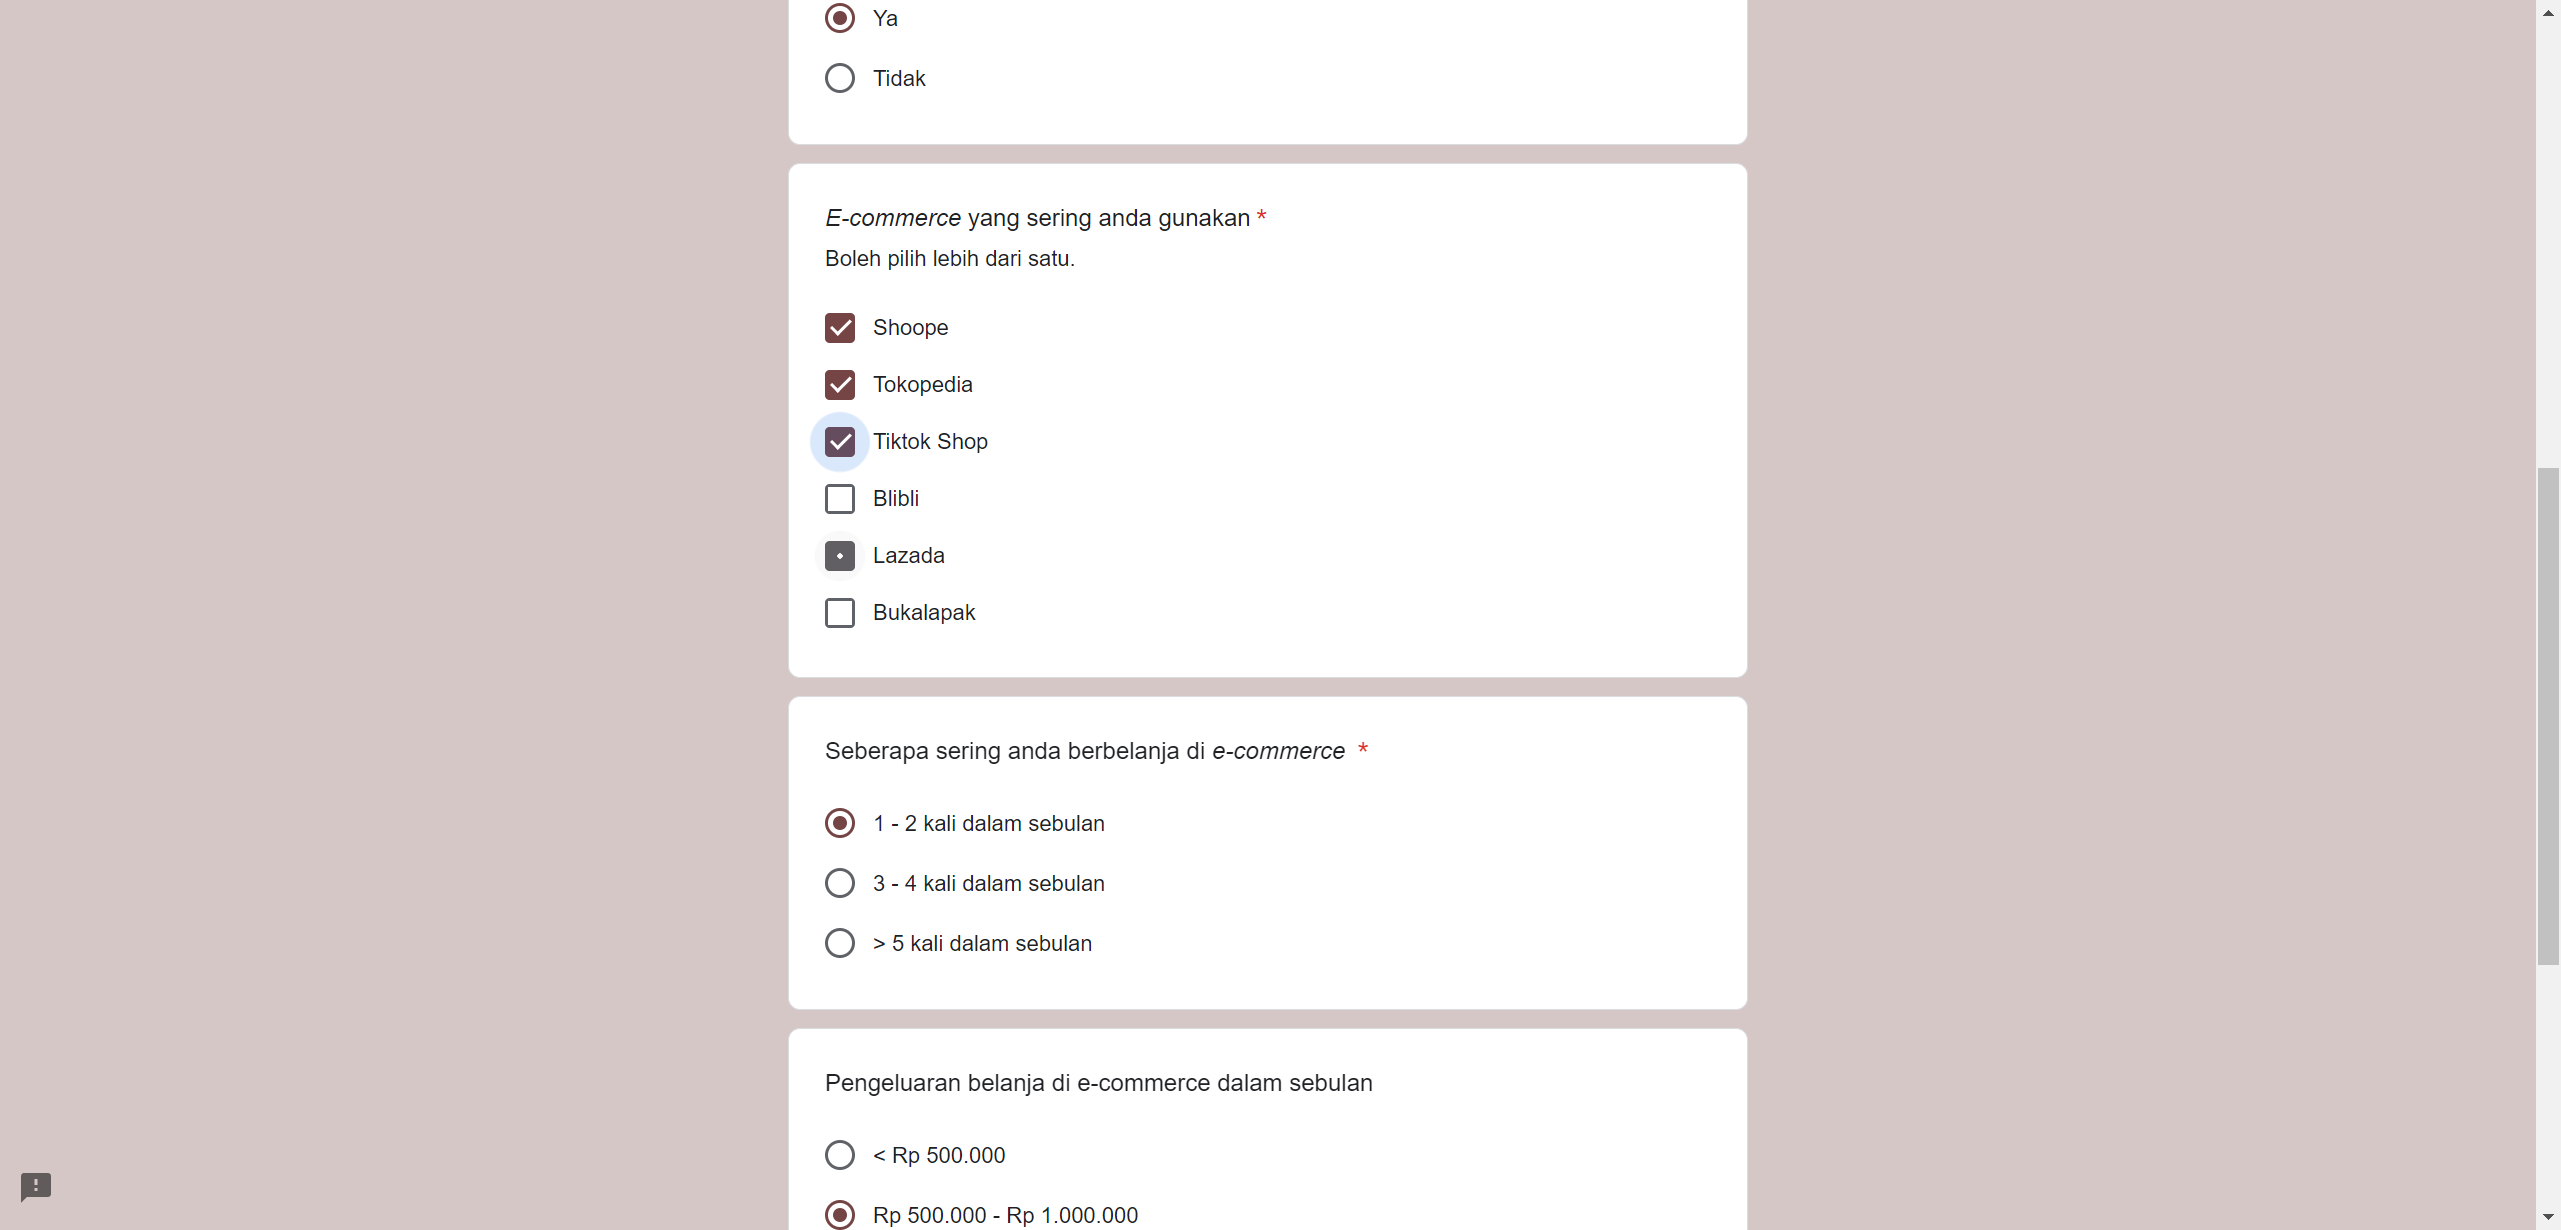 Ya
Tidak
E-commerce yang sering anda gunakan *
Boleh pilih lebih dari satu.
Shoope
Tokopedia
Tiktok Shop
Blibli
Lazada
Bukalapak
Seberapa sering anda berbelanja di e-commerce *
1 - 2 kali dalam sebulan
3 - 4 kali dalam sebulan
> 5 kali dalam sebulan
Pengeluaran belanja di e-commerce dalam sebulan
< Rp 500.000
Rp 500.000 - Rp 1.000.000